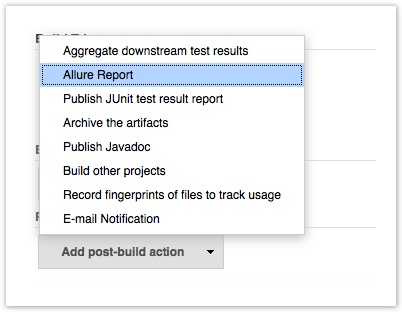 Aggregate downstream test results
Allure Report
Publish JUnit test result report
Archive the artifacts
Publish Javadoc
Build other projects
Record fingerprints of files to track usage
E-mail Notification
Add post-build action